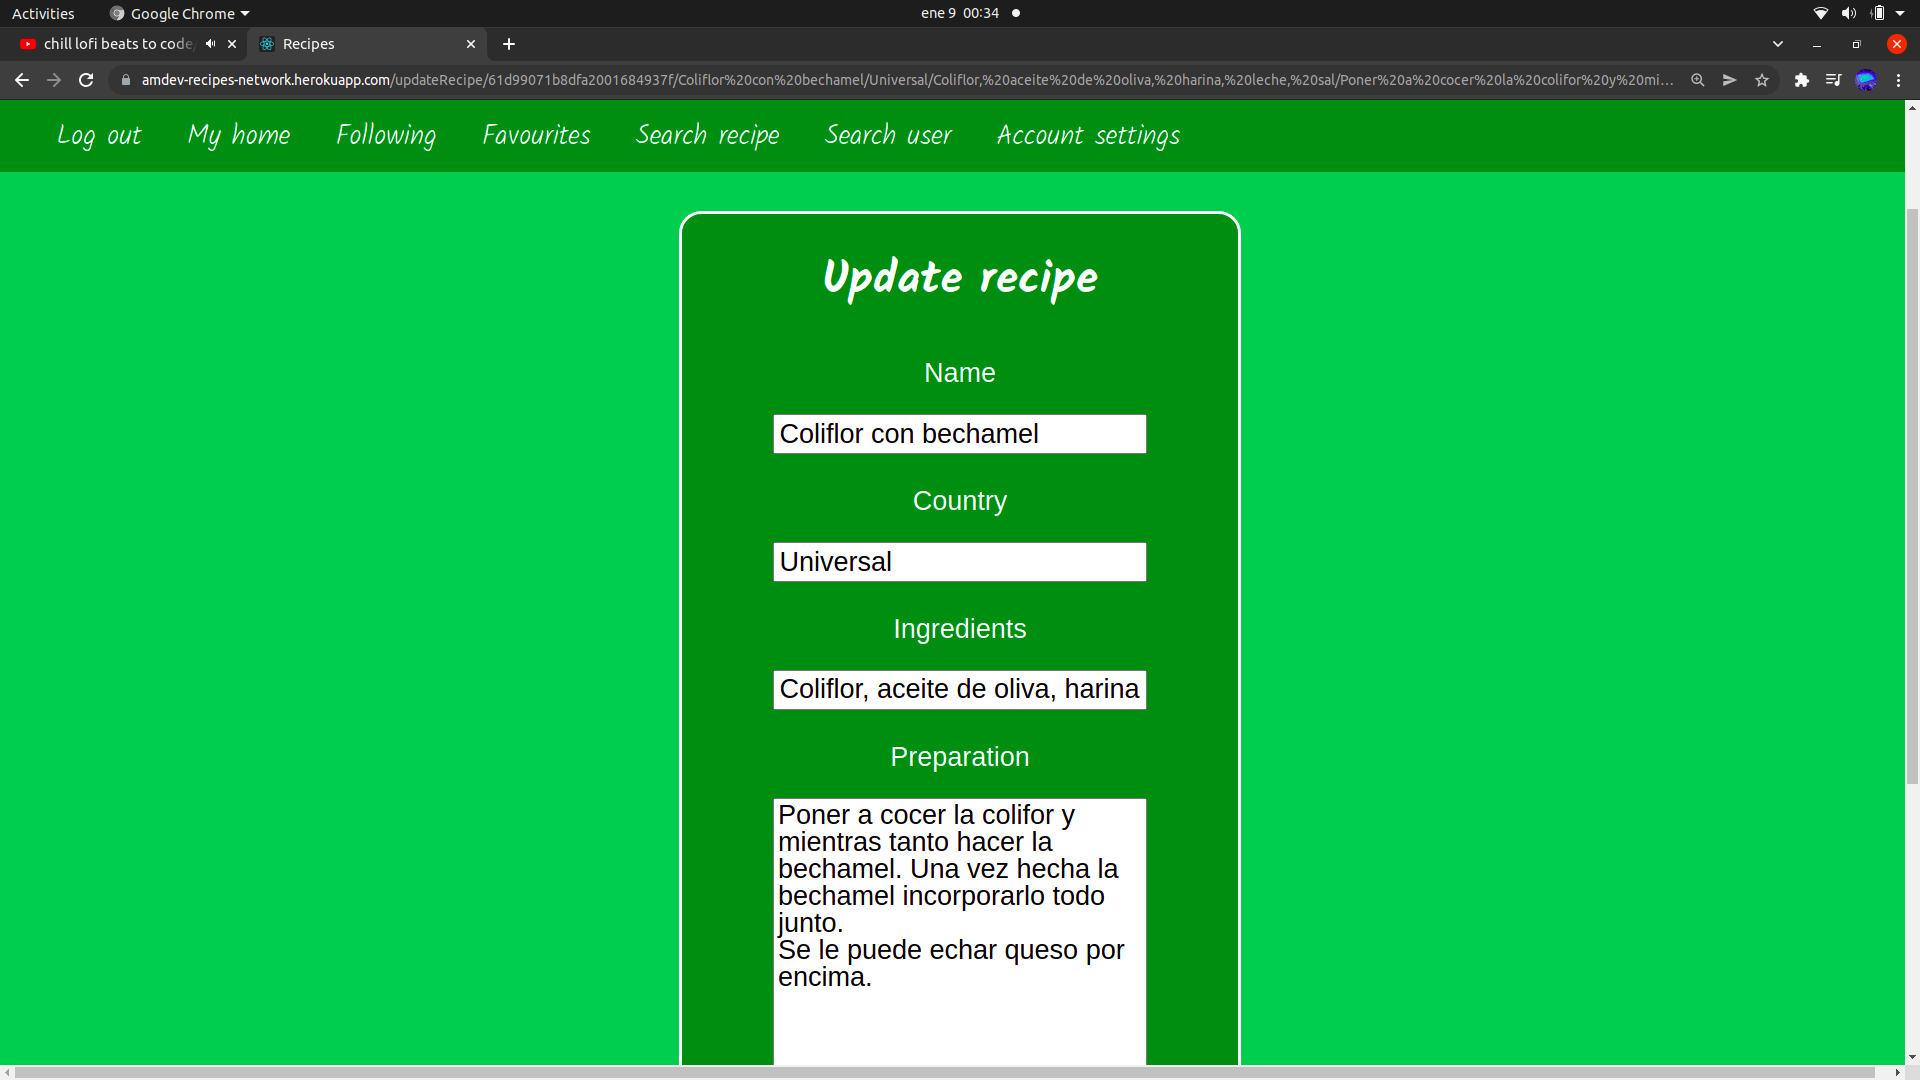 Activities
Google Chrome
ene 9 00:34
chill lofi beats to code/
Recipes
amdev-recipes-network.herokuapp.com/updateRecipe/61d99071b8dfa2001684937f/Coliflor%20con%20bechamel/Universal/Coliflor,%20aceite%20de%20oliva,%20harina,%20leche,%20sal/Poner%20a%20cocer%20la%20colifor%20y%20mi...
Log out
My home
Following
Favourites
Search recipe
Search user
Account settings
Update recipe
Name
Coliflor con bechamel
Country
Universal
Ingredients
Coliflor, aceite de oliva, harina
Preparation
Poner a cocer la colifor y
mientras tanto hacer la
bechamel. Una vez hecha la
bechamel incorporarlo todo
junto.
Se le puede echar queso por
encima.